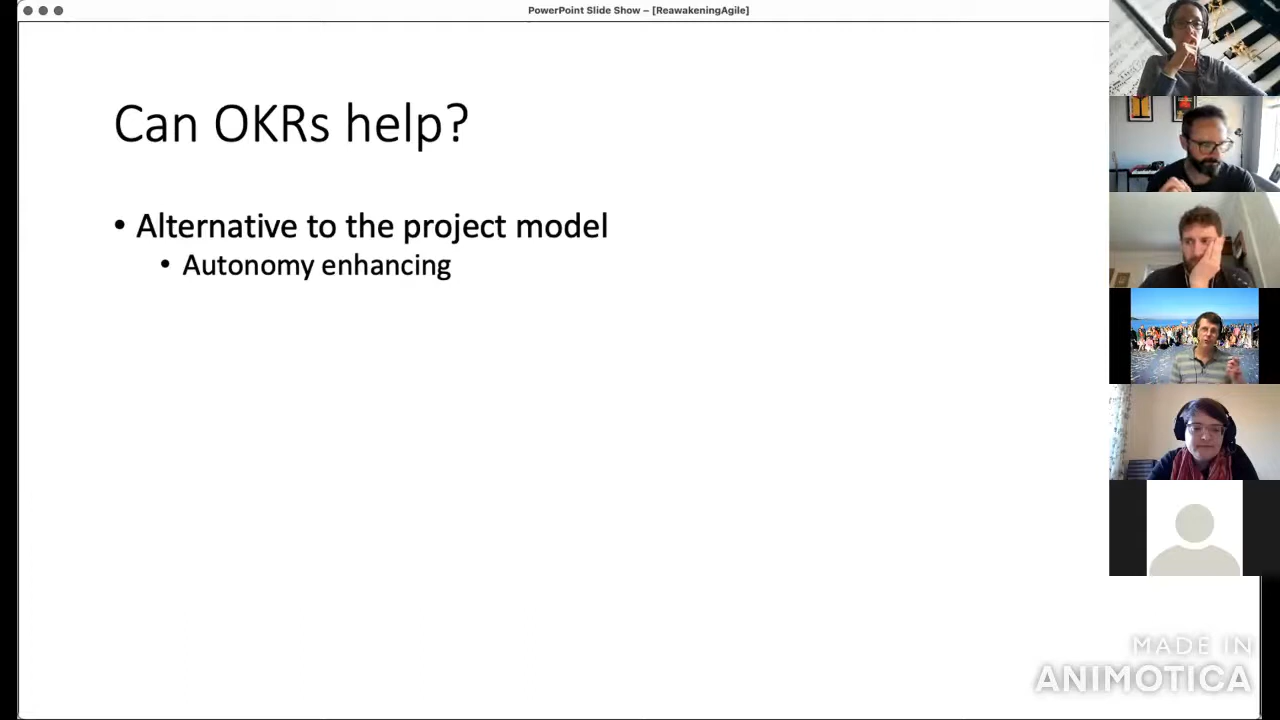 PowerPoint Slide Show – [ReawakeningAgile]
Can OKRs help?
• Alternative to the project model
• Autonomy enhancing
MADE IN
ANIMOTICA